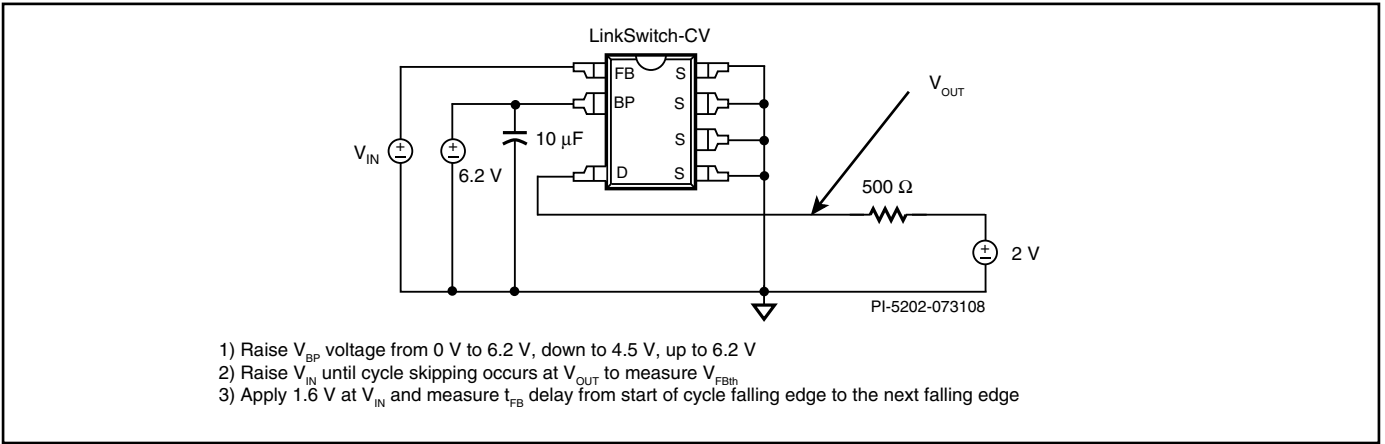 LinkSwitch-CV
FB
S
BP
S
S
D
S
V_OUT
V_IN
+
+
6.2 V
10 μF
500 Ω
+
2 V
PI-5202-073108
1) Raise V_BP voltage from 0 V to 6.2 V, down to 4.5 V, up to 6.2 V
2) Raise V_IN until cycle skipping occurs at V_OUT to measure V_FBth
3) Apply 1.6 V at V_IN and measure t_FB delay from start of cycle falling edge to the next falling edge